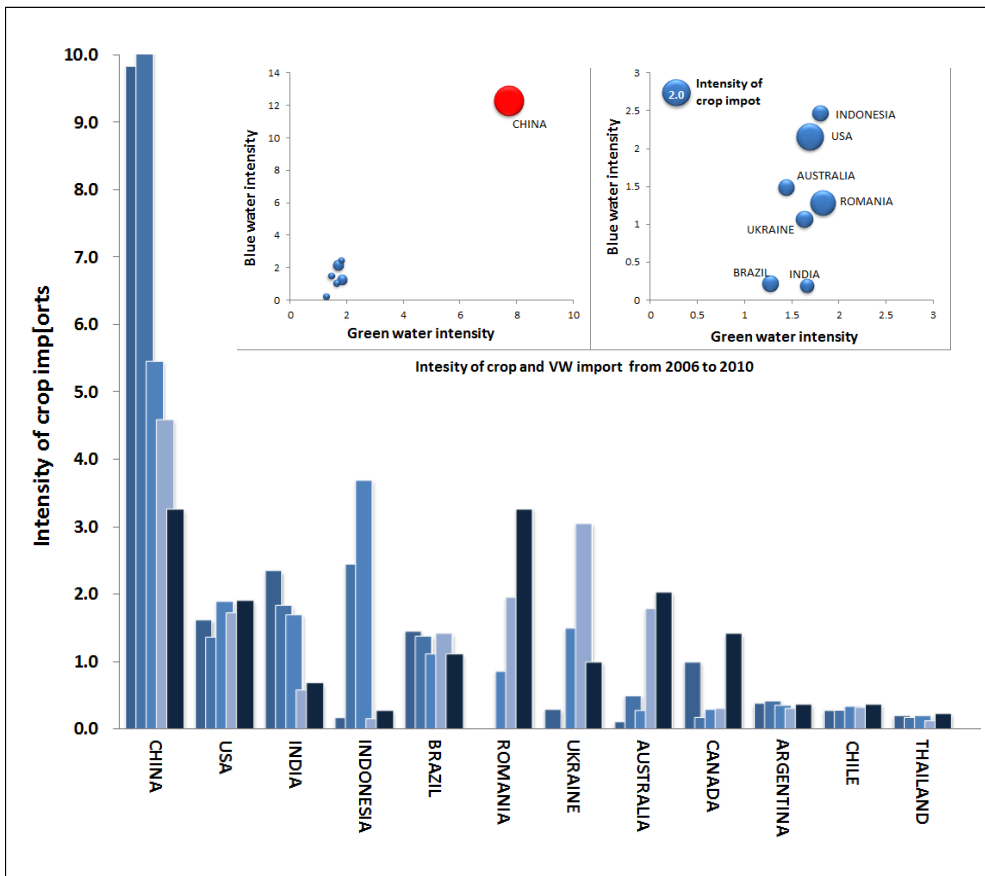 10.0
9.0
8.0
7.0
6.0
5.0
4.0
3.0
2.0
1.0
0.0
Intensity of crop imp[orts
14
12
10
8
6
4
2
0
Blue water intensity
CHINA
0 2 4 6 8 10
Green water intensity
3
2.5
2
1.5
1
0.5
0
Blue water intensity
2.0
Intensity of
crop impot
INDONESIA
USA
AUSTRALIA
ROMANIA
UKRAINE
BRAZIL
INDIA
0 0.5 1 1.5 2 2.5 3
Green water intensity
Intesity of crop and VW import from 2006 to 2010
CHINA
USA
INDIA
INDONESIA
BRAZIL
ROMANIA
UKRAINE
AUSTRALIA
CANADA
ARGENTINA
CHILE
THAILAND